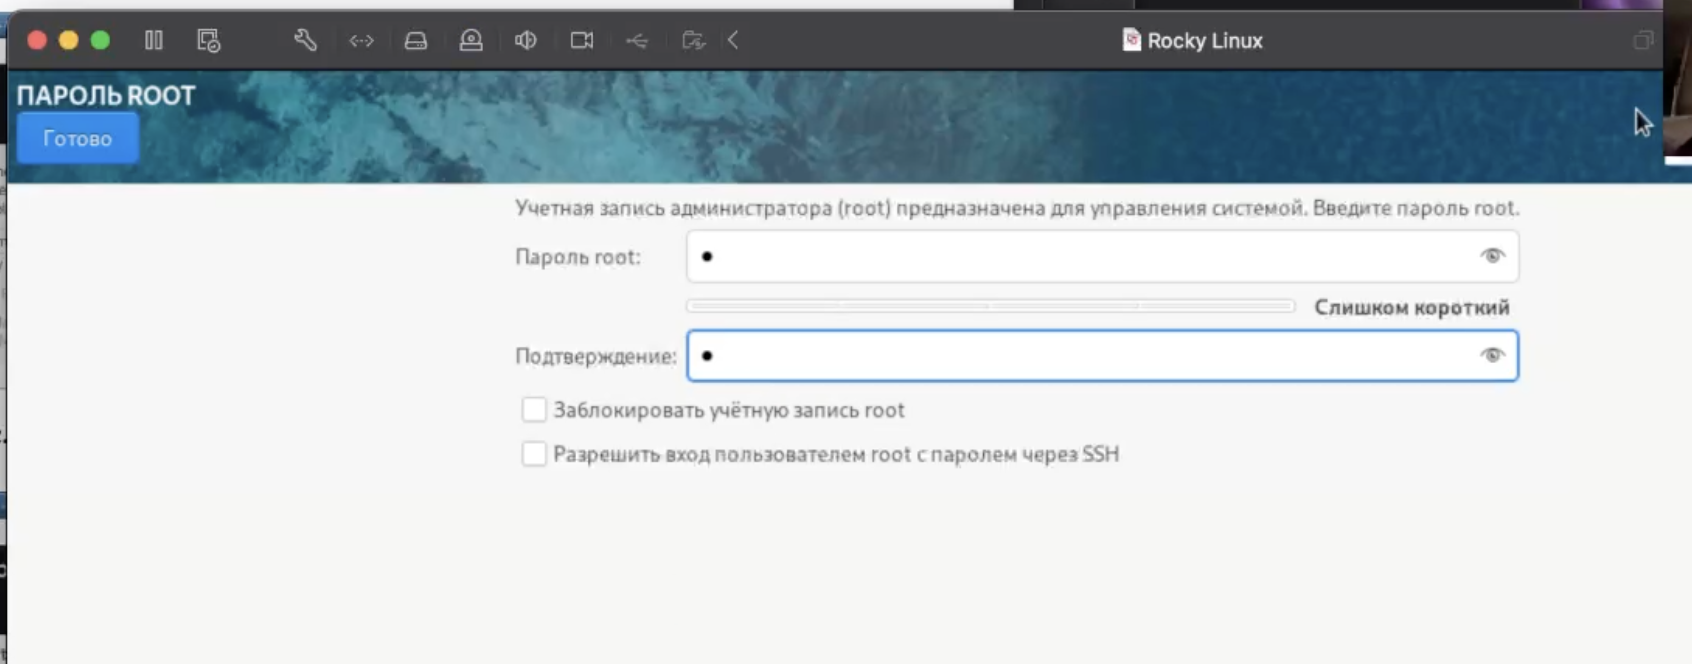 Rocky Linux
ПАРОЛЬ ROOT
Готово
Учетная запись администратора (root) предназначена для управления системой. Введите пароль root.
Пароль root:
Слишком короткий
Подтверждение:
Заблокировать учётную запись root
Разрешить вход пользователем root с паролем через SSH